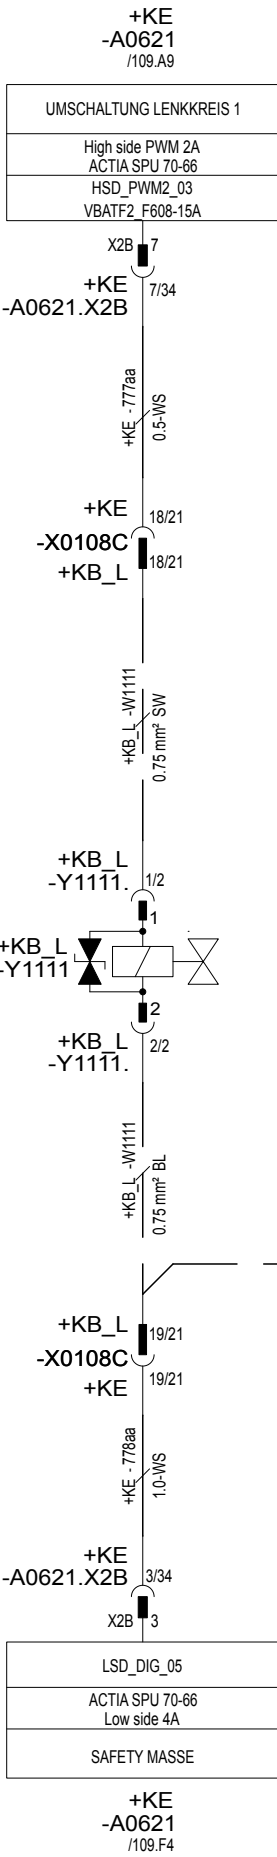 +KE
-A0621
/109.A9
UMSCHALTUNG LENKKREIS 1
High side PWM 2A
ACTIA SPU 70-66
HSD_PWM2_03
VBATF2_F608-15A
X2B 7
+KE
-A0621.X2B
7/34
+KE - 777aa
0.5-WS
+KE
18/21
-X0108C
18/21
+KB_L
+KB_L -W1111
0.75 mm² SW
+KB_L
-Y1111.
1/2
1
+KB_L
-Y1111
2
+KB_L
-Y1111.
2/2
+KB_L -W1111
0.75 mm² BL
+KB_L
19/21
-X0108C
19/21
+KE
+KE - 778aa
1.0-WS
+KE
-A0621.X2B
3/34
X2B 3
LSD_DIG_05
ACTIA SPU 70-66
Low side 4A
SAFETY MASSE
+KE
-A0621
/109.F4